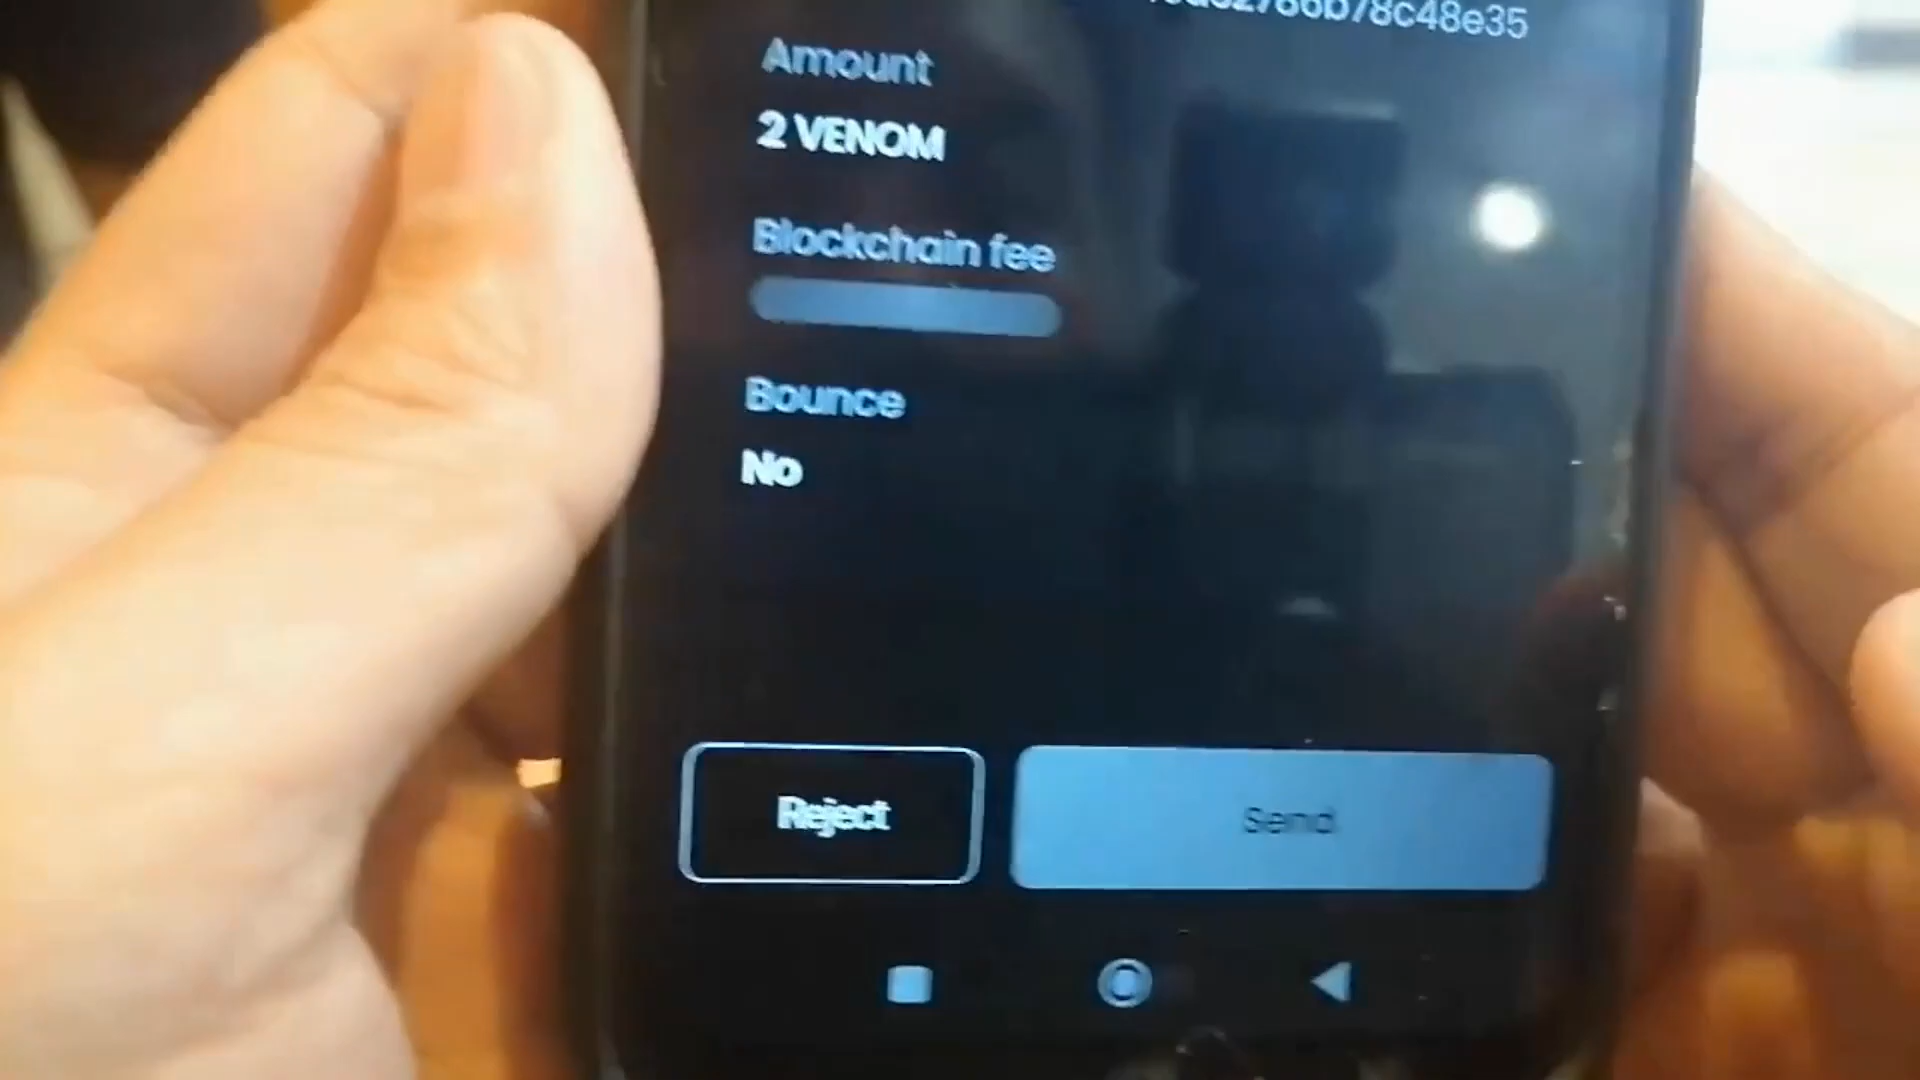 Amount
2 VENOM
Blockchain fee
Bounce
No
Reject
Send